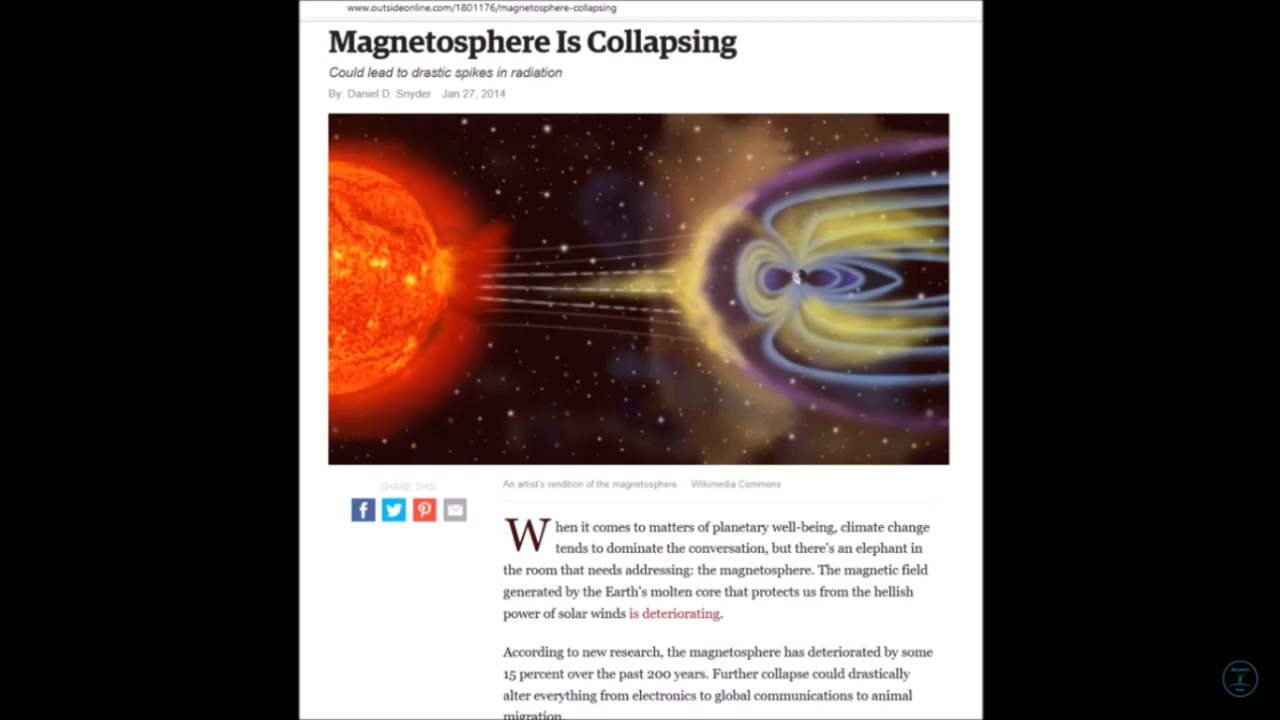 www.outsideonline.com/1801176/magnetosphere-collapsing
Magnetosphere Is Collapsing
Could lead to drastic spikes in radiation
By: Daniel D. Snyder Jan 27, 2014
An artist's rendition of the magnetosphere. Wikimedia Commons
SHARE THIS
When it comes to matters of planetary well-being, climate change
tends to dominate the conversation, but there's an elephant in
the room that needs addressing: the magnetosphere. The magnetic field
generated by the Earth's molten core that protects us from the hellish
power of solar winds is deteriorating.
According to new research, the magnetosphere has deteriorated by some
15 percent over the past 200 years. Further collapse could drastically
alter everything from electronics to global communications to animal
migration.